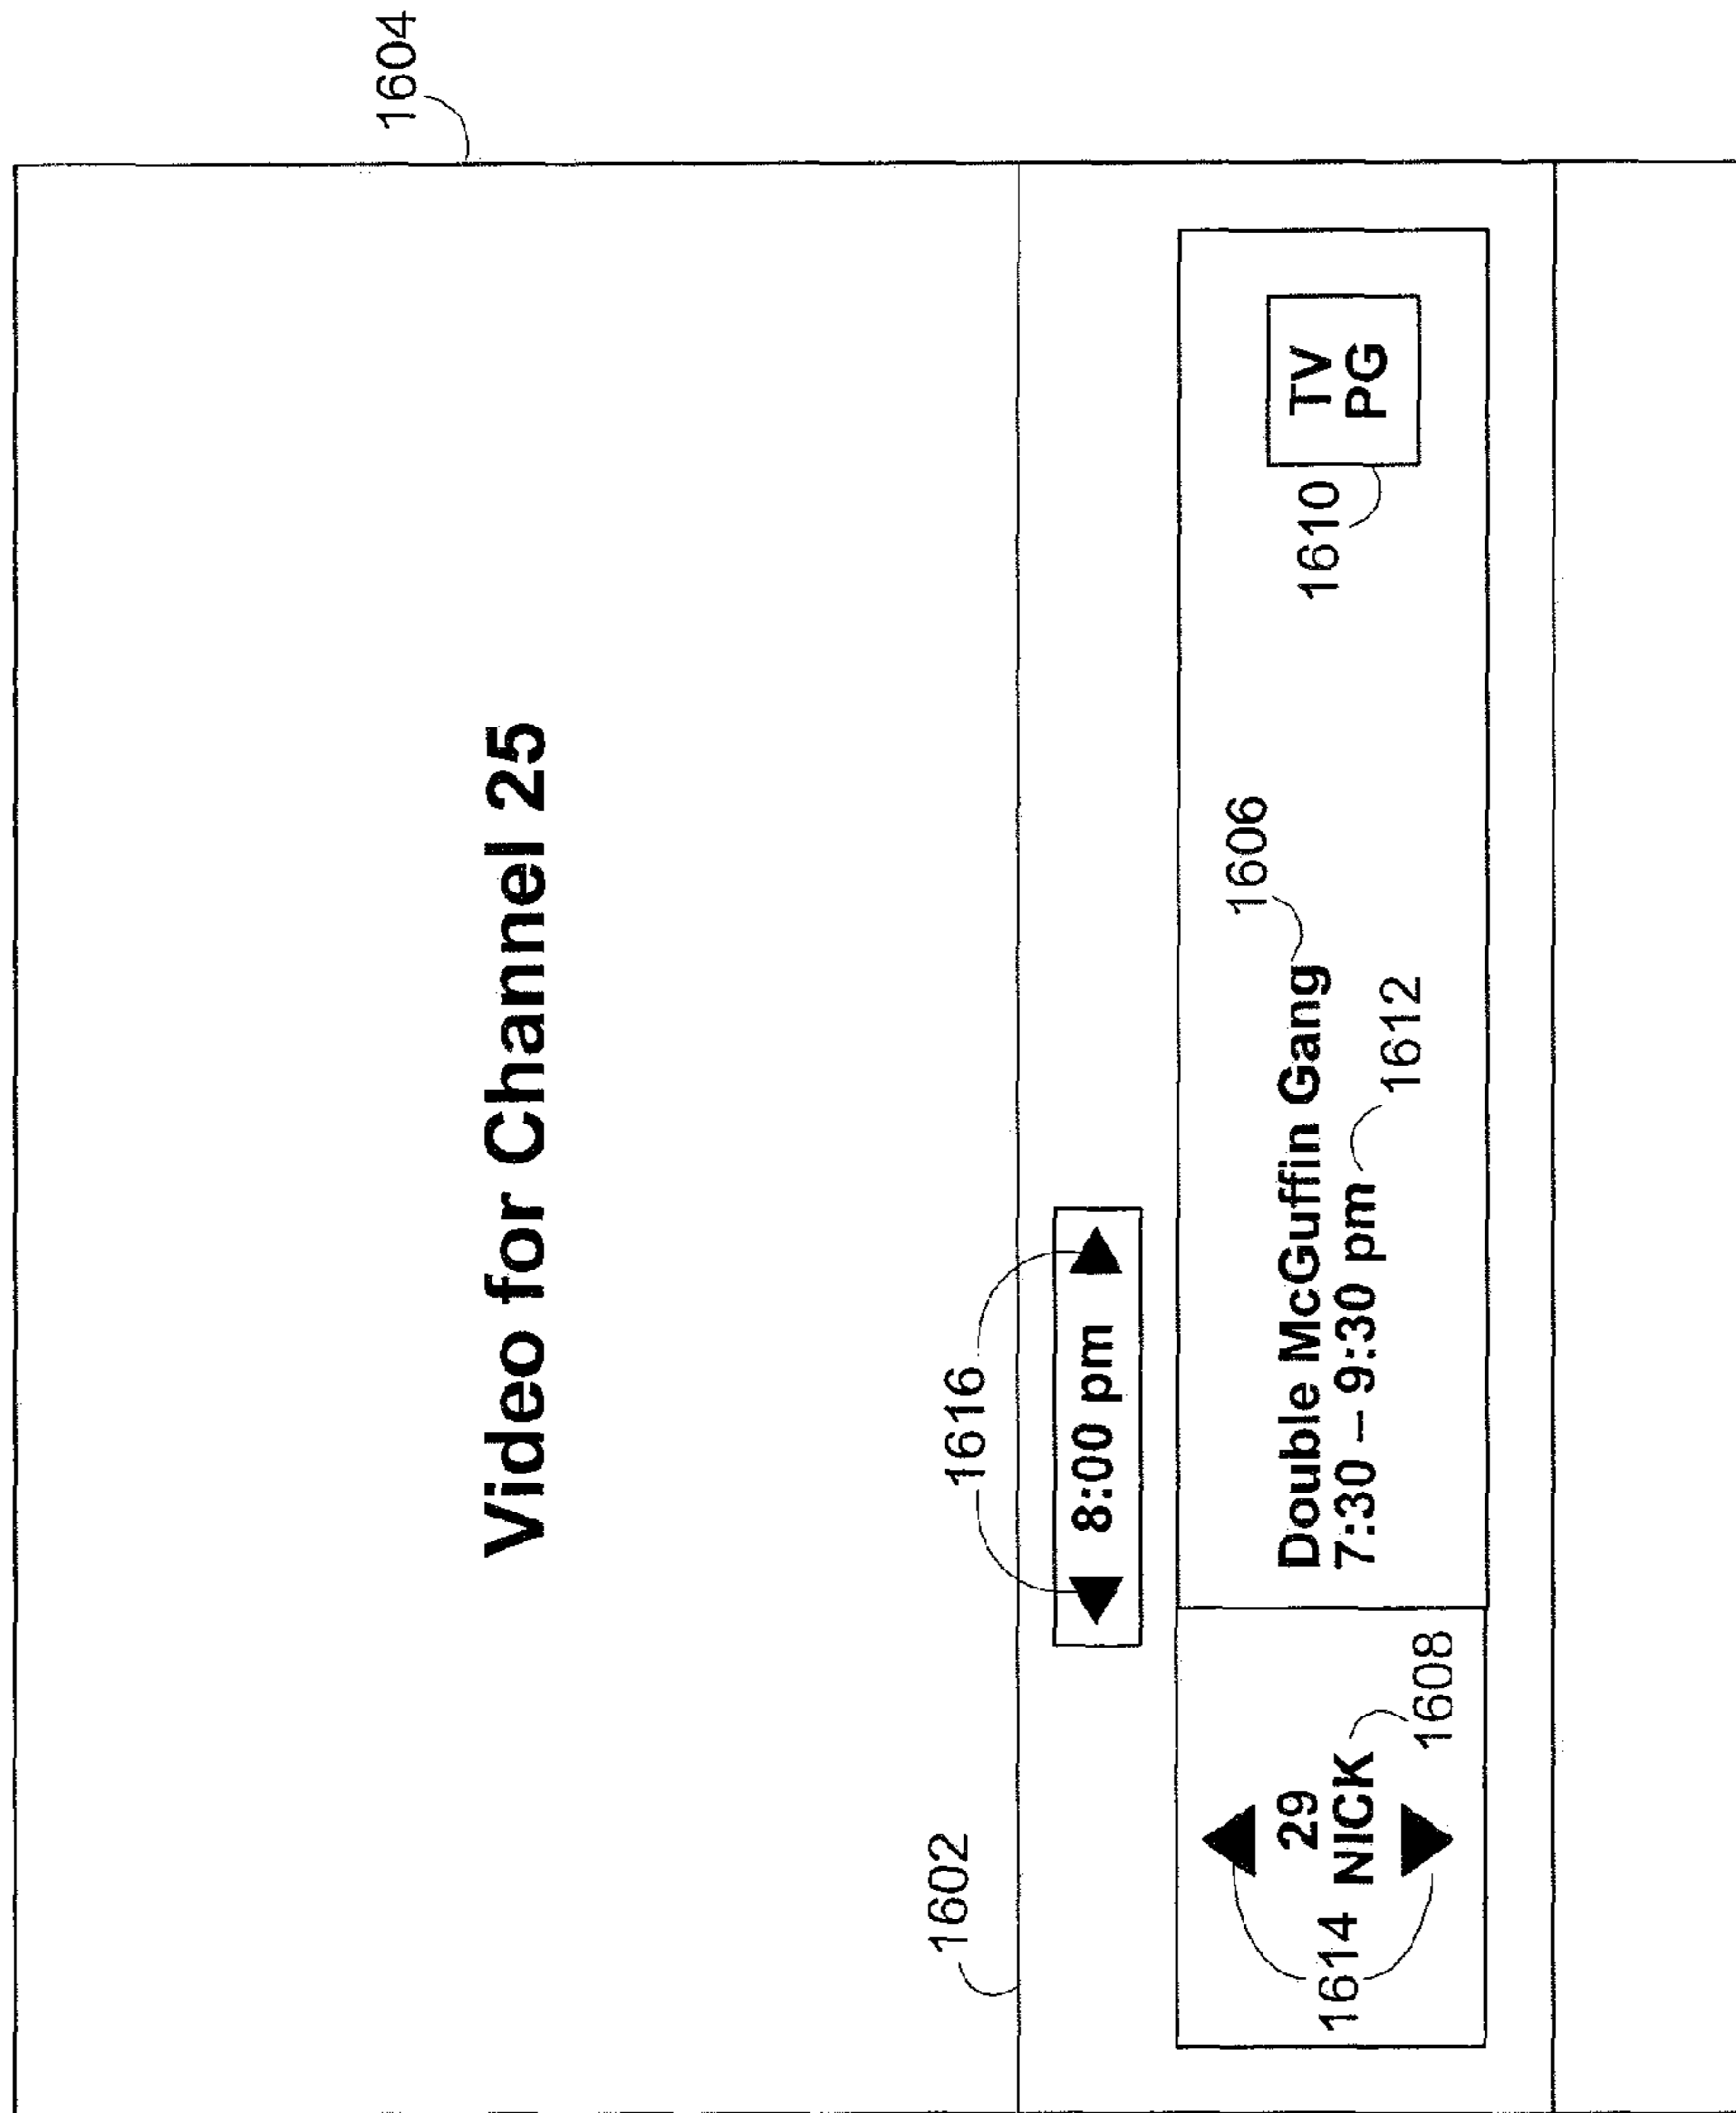 1604
Video for Channel 25
1602
1616
8:00 pm
29
NICK
1614
1608
Double McGuffin Gang
1606
7:30 – 9:30 pm
1612
TV
PG
1610